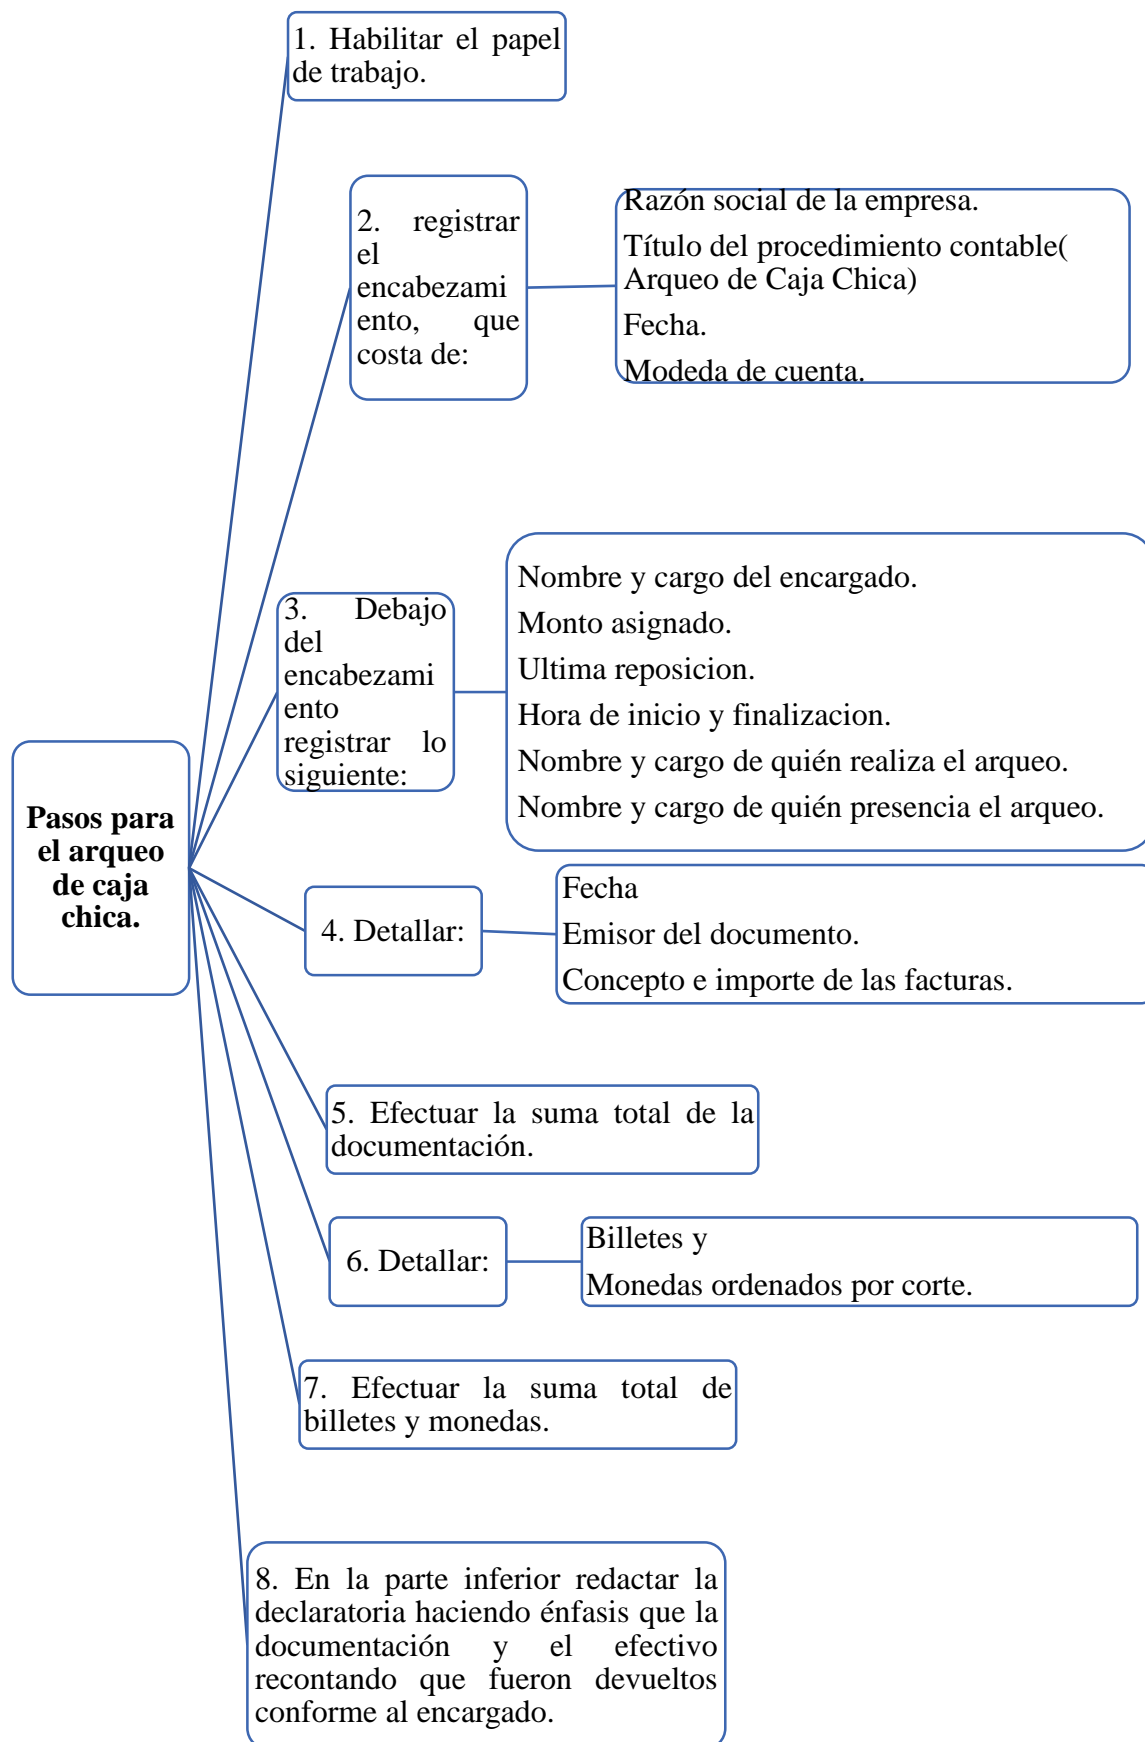 1. Habilitar el papel
de trabajo.
2. registrar
el
encabezami
ento, que
costa de:
Razón social de la empresa.
Título del procedimiento contable(
Arqueo de Caja Chica)
Fecha.
Modeda de cuenta.
3. Debajo
del
encabezami
ento
registrar lo
siguiente:
Nombre y cargo del encargado.
Monto asignado.
Ultima reposicion.
Hora de inicio y finalizacion.
Nombre y cargo de quién realiza el arqueo.
Nombre y cargo de quién presencia el arqueo.
Pasos para
el arqueo
de caja
chica.
4. Detallar:
Fecha
Emisor del documento.
Concepto e importe de las facturas.
5. Efectuar la suma total de la
documentación.
6. Detallar:
Billetes y
Monedas ordenados por corte.
7. Efectuar la suma total de
billetes y monedas.
8. En la parte inferior redactar la
declaratoria haciendo énfasis que la
documentación y el efectivo
recontando que fueron devueltos
conforme al encargado.